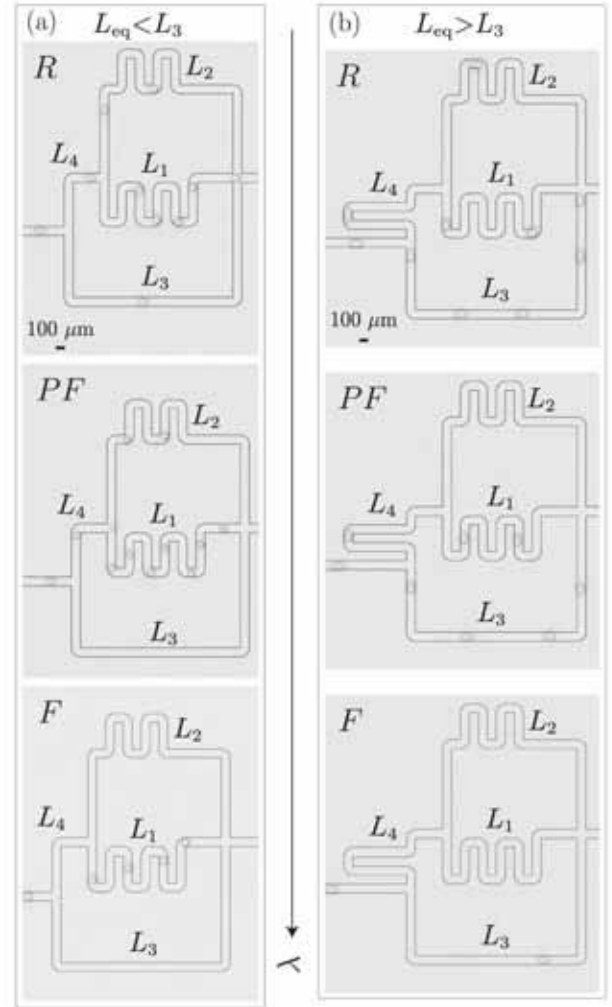 (a) L_eq<L_3
R
L_2
L_4
L_1
L_3
100 μm
PF
L_2
L_4
L_1
L_3
F
L_2
L_4
L_1
L_3
λ
(b) L_eq>L_3
R
L_2
L_4
L_1
L_3
100 μm
PF
L_2
L_4
L_1
L_3
F
L_2
L_4
L_1
L_3